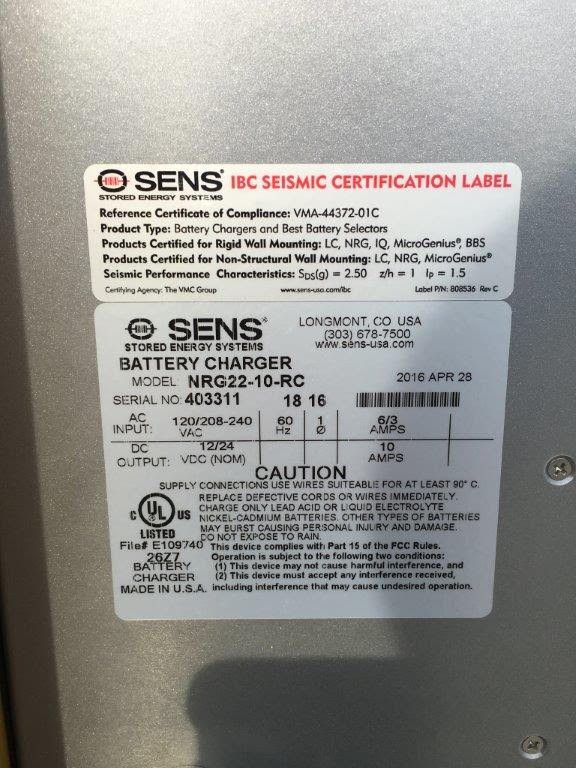 SENS® IBC SEISMIC CERTIFICATION LABEL
STORED ENERGY SYSTEMS
Reference Certificate of Compliance: VMA-44372-01C
Product Type: Battery Chargers and Best Battery Selectors
Products Certified for Rigid Wall Mounting: LC, NRG, IQ, MicroGenius®, BBS
Products Certified for Non-Structural Wall Mounting: LC, NRG, MicroGenius®
Seismic Performance Characteristics: SDS(g) = 2.50 z/h = 1 Ip = 1.5
Certifying Agency: The VMC Group www.sens-usa.com/ibc Label P/N: 808536 Rev C
SENS®
STORED ENERGY SYSTEMS
LONGMONT, CO USA
(303) 678-7500
www.sens-usa.com
BATTERY CHARGER
MODEL: NRG22-10-RC 2016 APR 28
SERIAL NO: 403311 18 16
AC INPUT: 120/208-240 VAC 60 Hz 1 Ø 6/3 AMPS
DC OUTPUT: 12/24 VDC (NOM) 10 AMPS
CAUTION
SUPPLY CONNECTIONS USE WIRES SUITEABLE FOR AT LEAST 90° C.
REPLACE DEFECTIVE CORDS OR WIRES IMMEDIATELY.
CHARGE ONLY LEAD ACID OR LIQUID ELECTROLYTE
NICKEL-CADMIUM BATTERIES. OTHER TYPES OF BATTERIES
MAY BURST CAUSING PERSONAL INJURY AND DAMAGE.
DO NOT EXPOSE TO RAIN.
C UL US
LISTED
File# E109740
26Z7
BATTERY
CHARGER
MADE IN U.S.A.
This device complies with Part 15 of the FCC Rules.
Operation is subject to the following two conditions:
(1) This device may not cause harmful interference, and
(2) This device must accept any interference received,
including interference that may cause undesired operation.